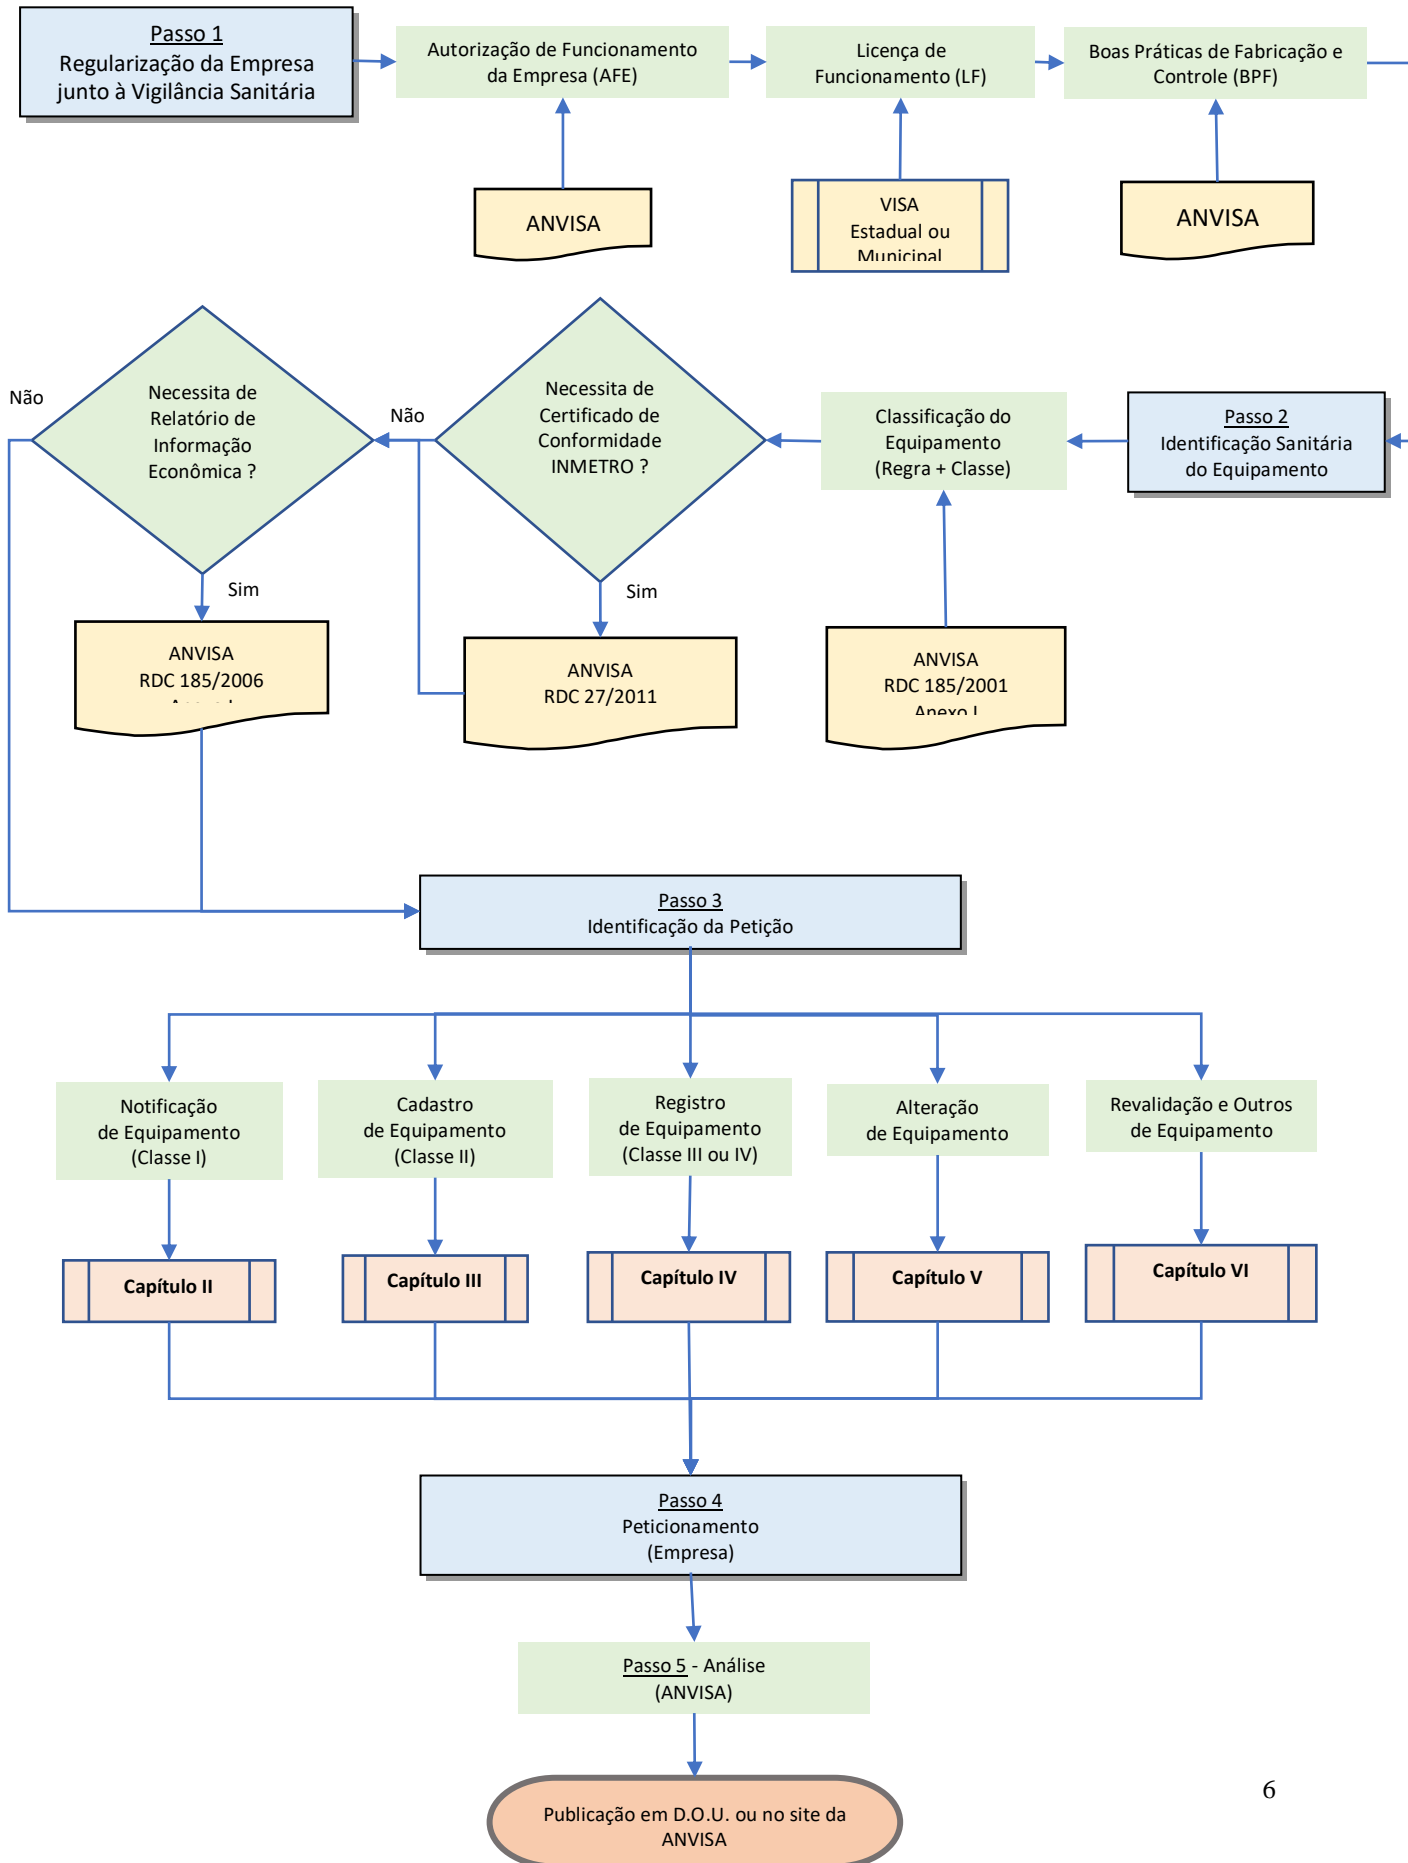 Passo 1
Regularização da Empresa
junto à Vigilância Sanitária
Autorização de Funcionamento
da Empresa (AFE)
Licença de
Funcionamento (LF)
Boas Práticas de Fabricação e
Controle (BPF)
ANVISA
VISA
Estadual ou
Municipal
ANVISA
Não
Necessita de
Relatório de
Informação
Econômica ?
Não
Necessita de
Certificado de
Conformidade
INMETRO ?
Classificação do
Equipamento
(Regra + Classe)
Passo 2
Identificação Sanitária
do Equipamento
Sim
Sim
ANVISA
RDC 185/2006
ANVISA
RDC 27/2011
ANVISA
RDC 185/2001
Anexo I
Passo 3
Identificação da Petição
Notificação
de Equipamento
(Classe I)
Cadastro
de Equipamento
(Classe II)
Registro
de Equipamento
(Classe III ou IV)
Alteração
de Equipamento
Revalidação e Outros
de Equipamento
Capítulo II
Capítulo III
Capítulo IV
Capítulo V
Capítulo VI
Passo 4
Peticionamento
(Empresa)
Passo 5 - Análise
(ANVISA)
Publicação em D.O.U. ou no site da
ANVISA
6